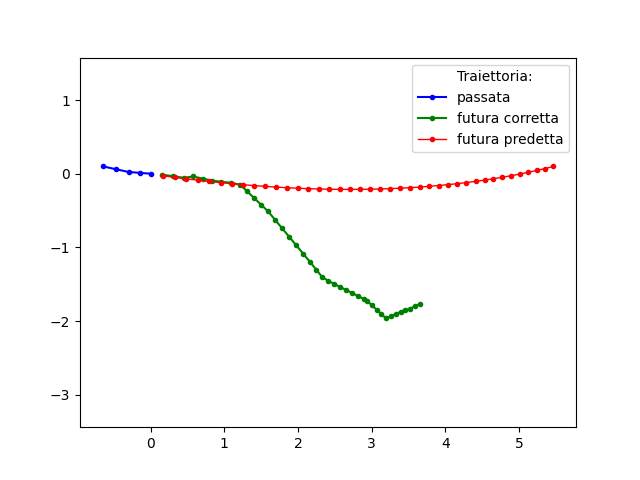 Traiettoria:
passata
futura corretta
futura predetta
1
0
−1
−2
−3
0 1 2 3 4 5